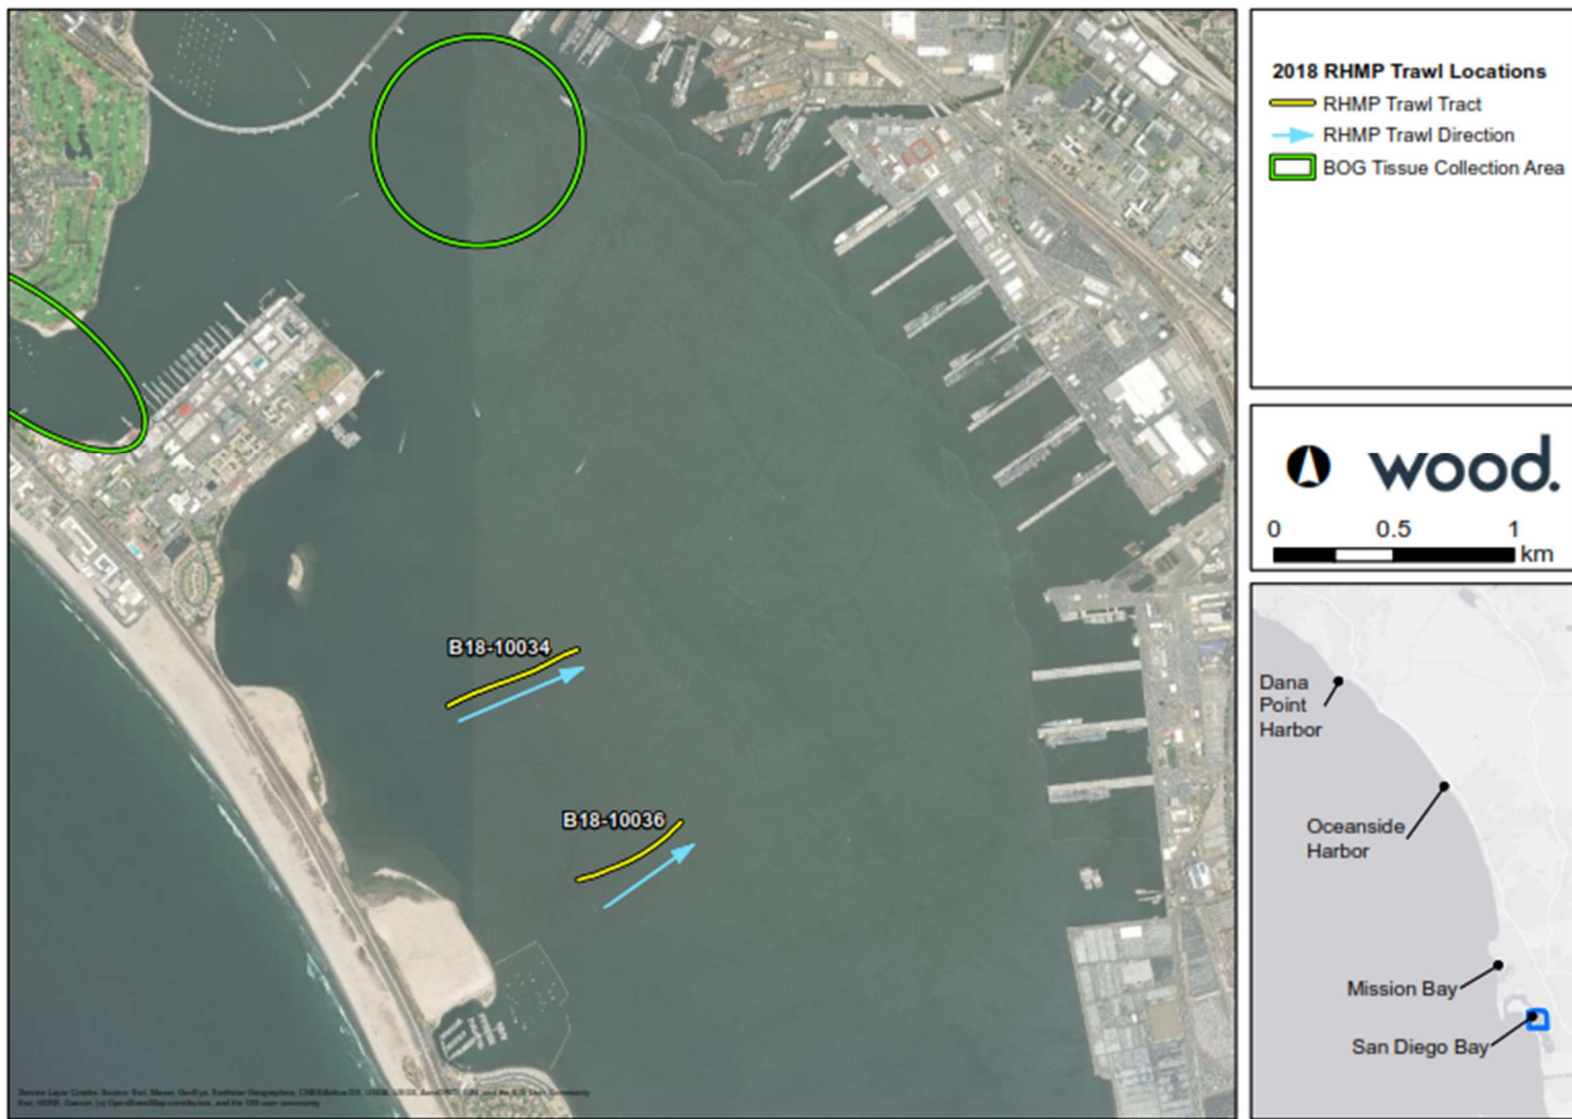 B18-10034
B18-10036
2018 RHMP Trawl Locations
RHMP Trawl Tract
RHMP Trawl Direction
BOG Tissue Collection Area
wood.
0 0.5 1
km
Dana
Point
Harbor
Oceanside
Harbor
Mission Bay
San Diego Bay